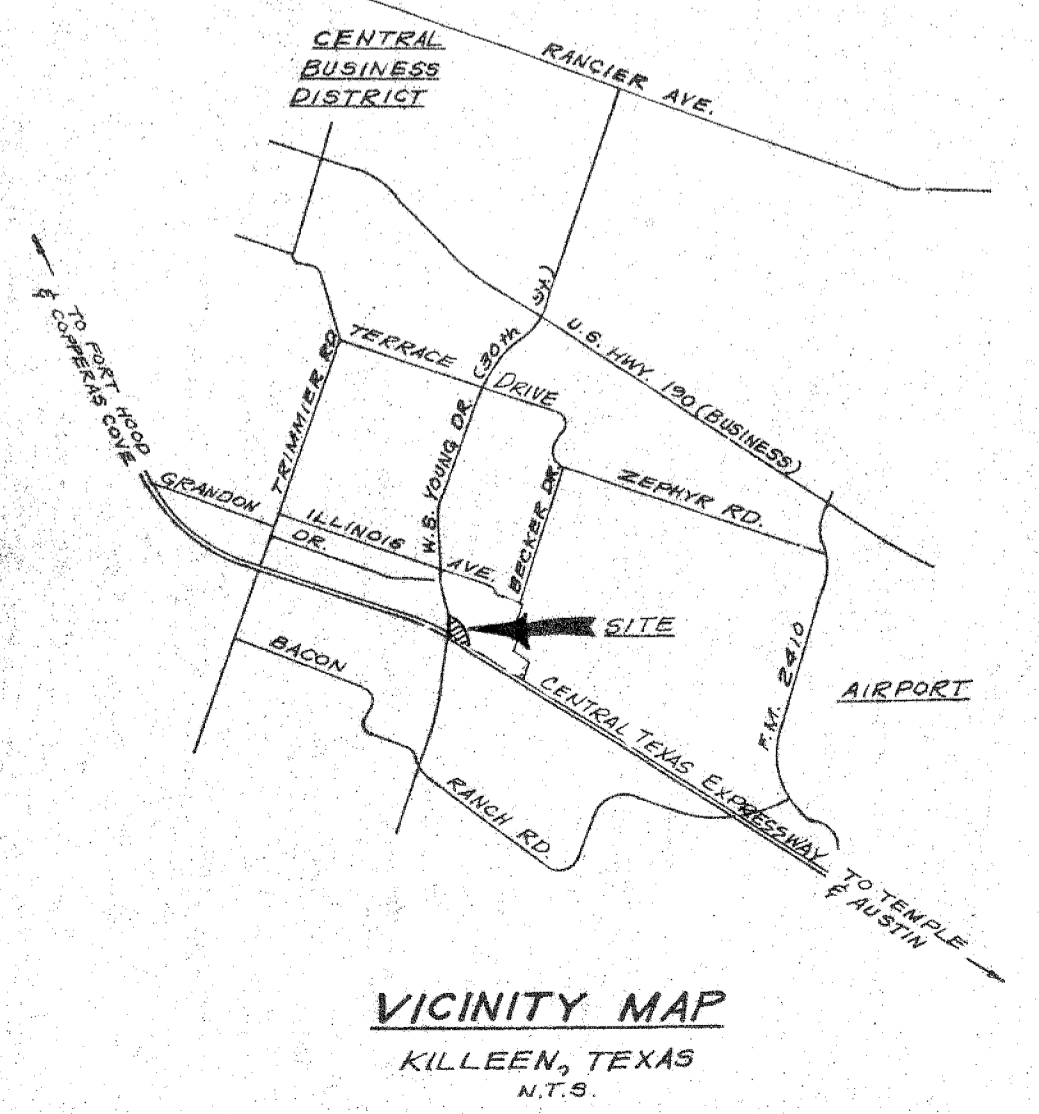 CENTRAL
BUSINESS
DISTRICT
RANCIER AVE.
TO FORT HOOD
& COPPERAS COVE
TRIMMIER RD.
TERRACE DRIVE
W.S. YOUNG DR. (30th St)
U.S. HWY. 190 (BUSINESS)
GRANDON DR.
ILLINOIS AVE.
BECKER DR.
ZEPHYR RD.
SITE
BACON RANCH RD.
F.M. 2410
AIRPORT
CENTRAL TEXAS EXPRESSWAY
TO TEMPLE
& AUSTIN
VICINITY MAP
KILLEEN, TEXAS
N.T.S.